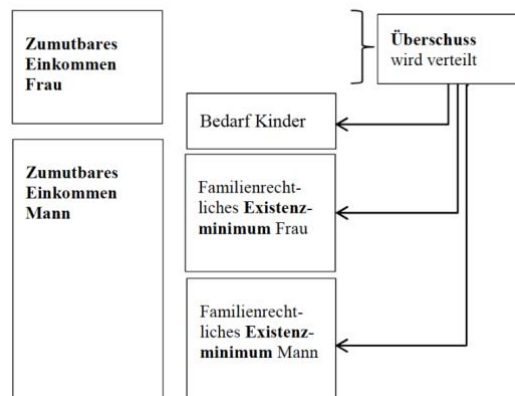 Zumutbares
Einkommen
Frau
Überschuss
wird verteilt
Bedarf Kinder
Zumutbares
Einkommen
Mann
Familienrecht-
liches Existenz-
minimum Frau
Familienrecht-
liches Existenz-
minimum Mann